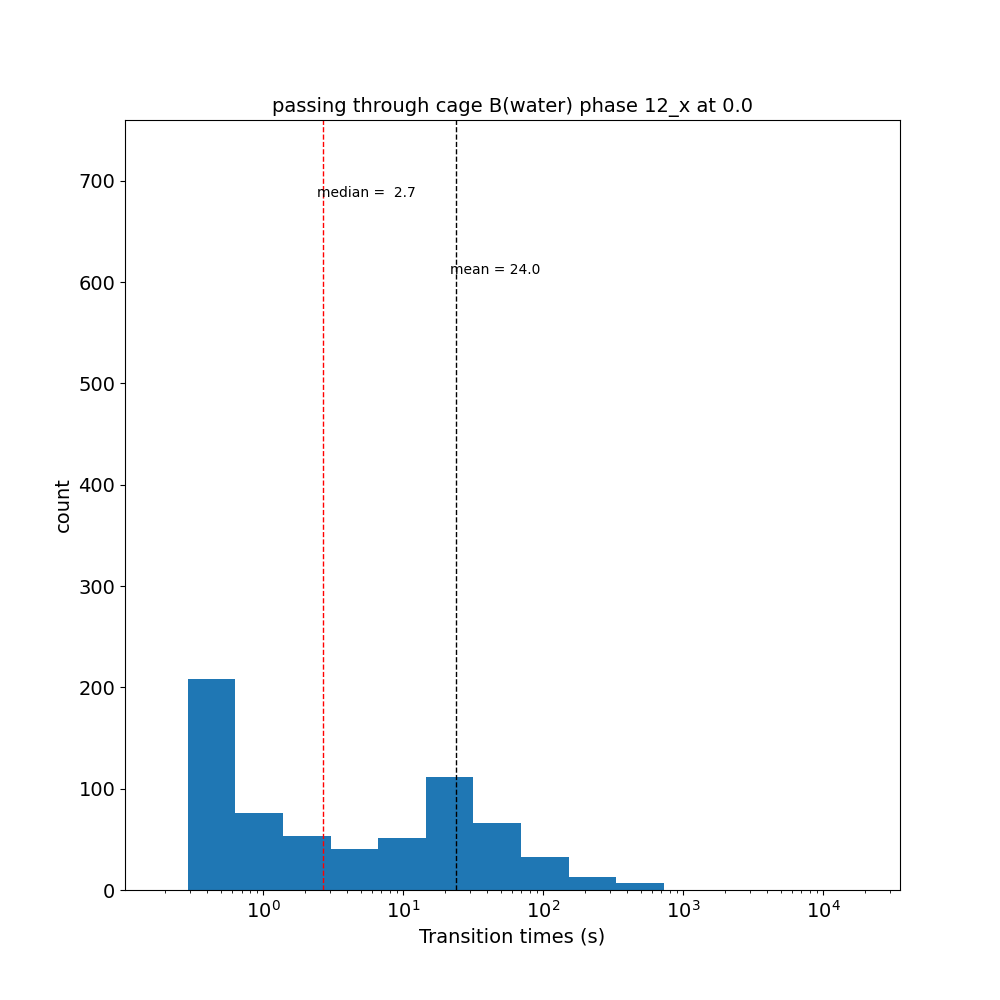 passing through cage B(water) phase 12_x at 0.0
700
median =  2.7
600
mean = 24.0
500
400
count
300
200
100
0
10^0 10^1 10^2 10^3 10^4
Transition times (s)